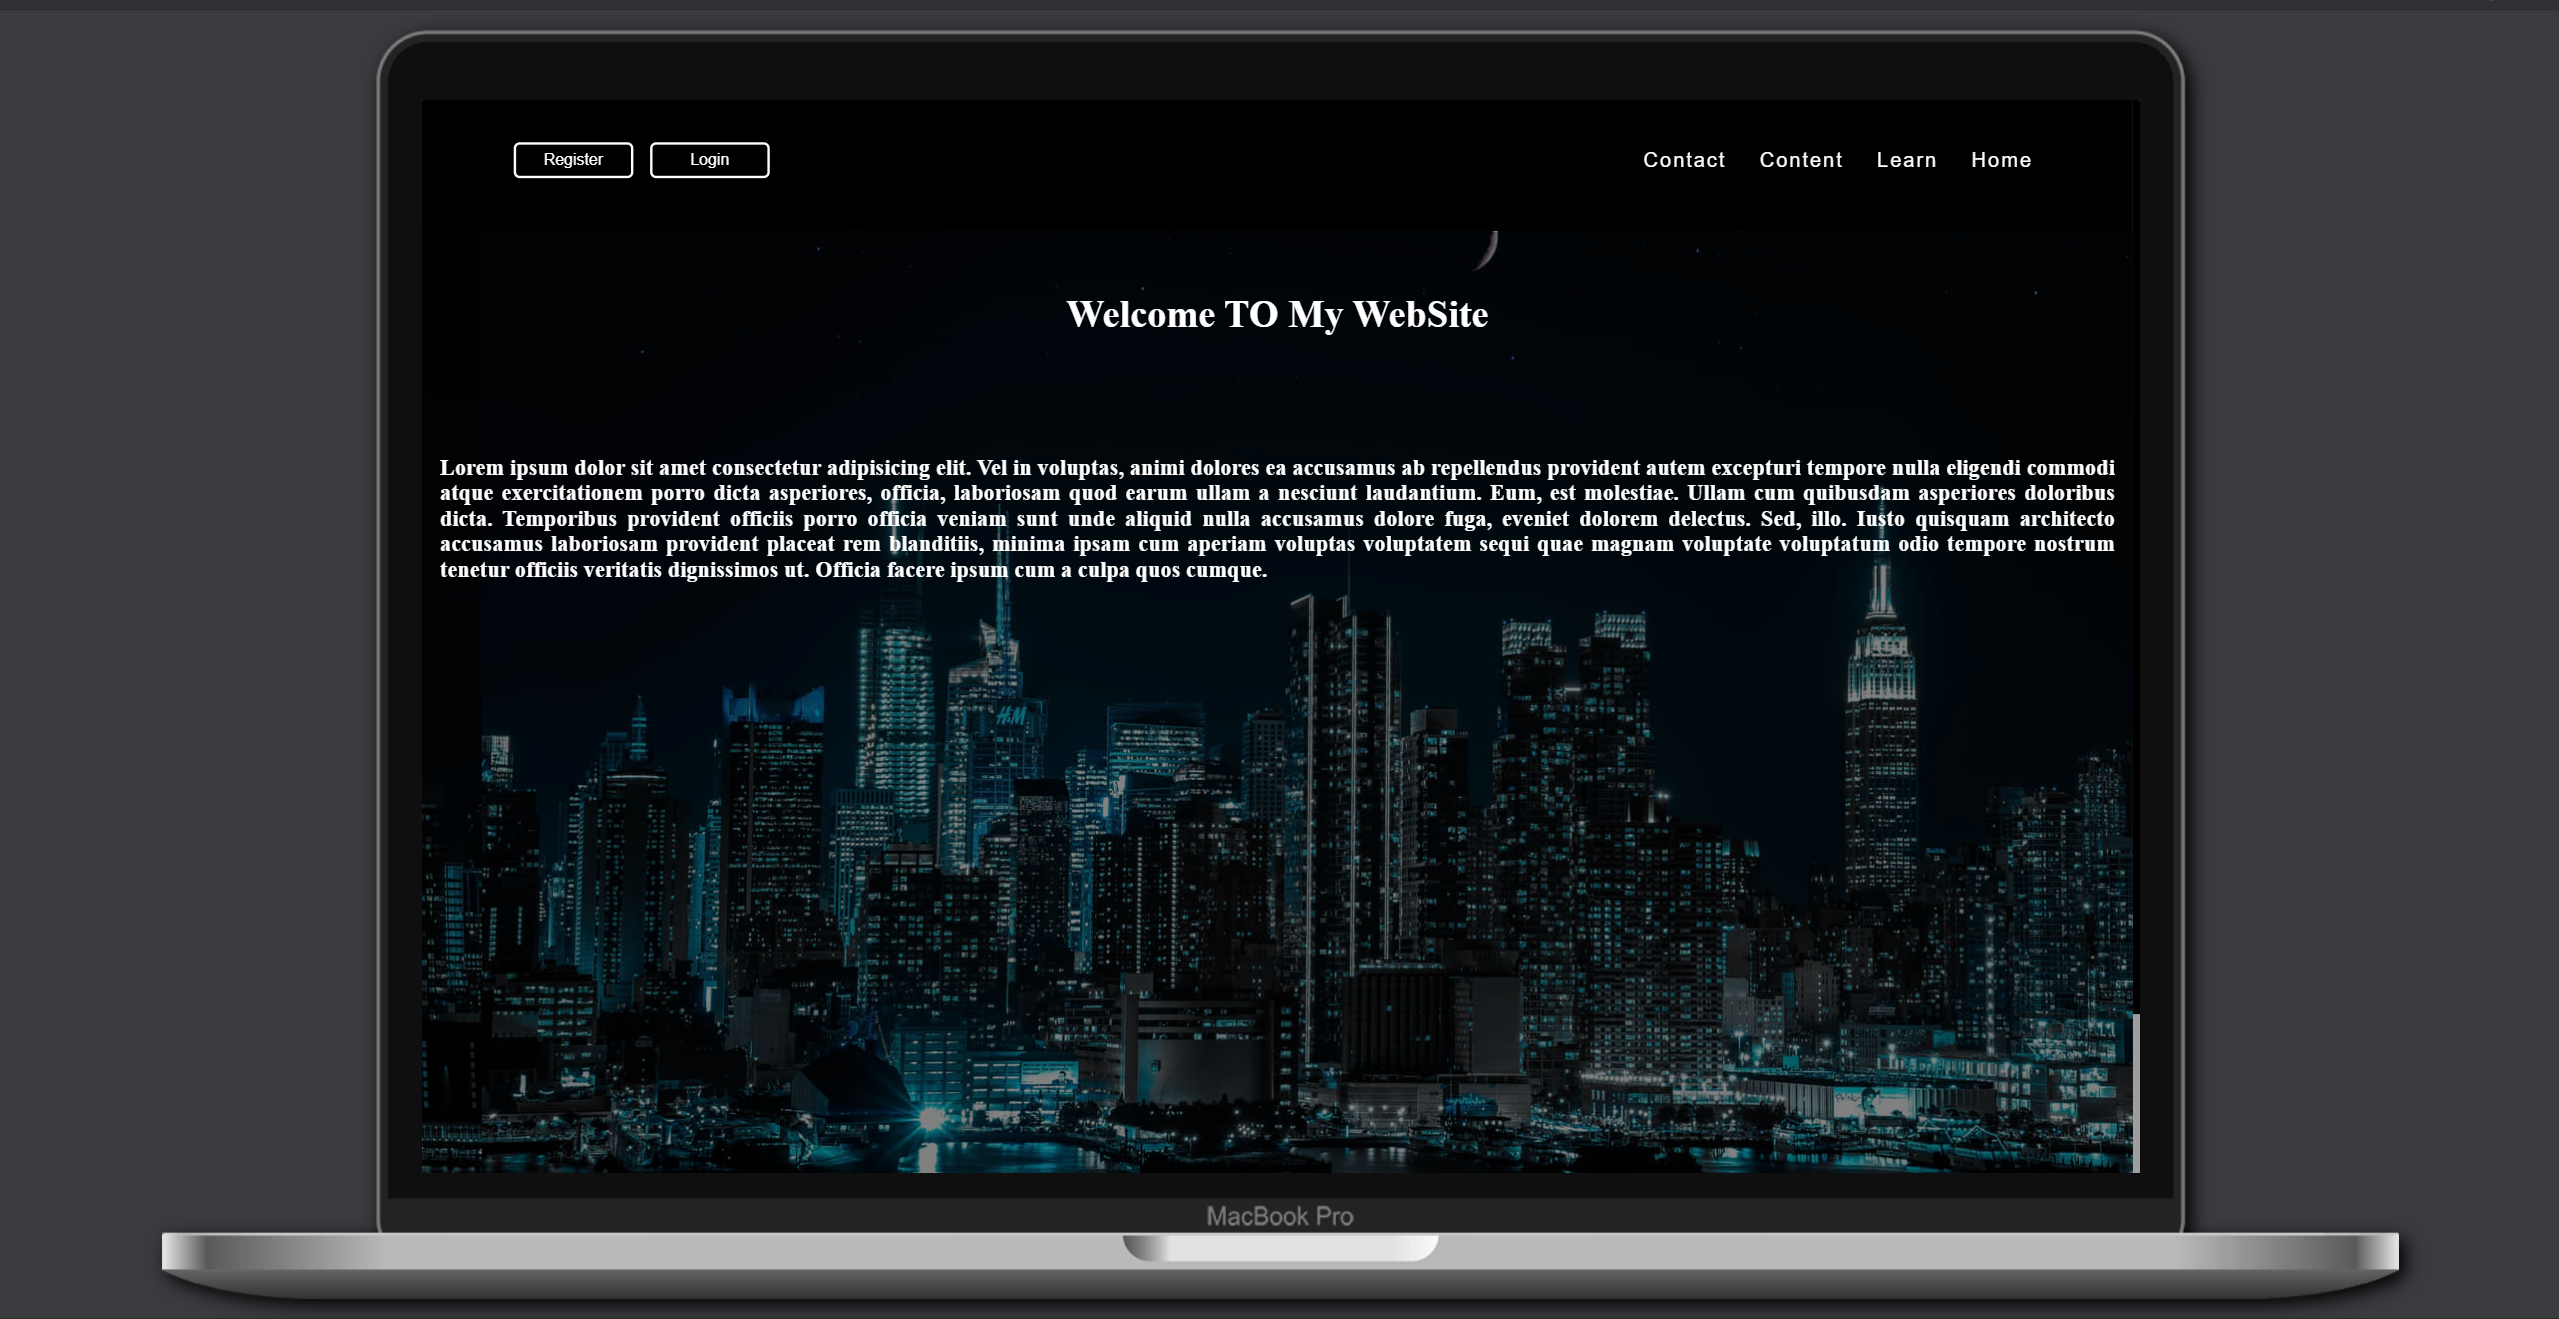 Register Login Contact Content Learn Home
Welcome TO My WebSite
Lorem ipsum dolor sit amet consectetur adipisicing elit. Vel in voluptas, animi dolores ea accusamus ab repellendus provident autem excepturi tempore nulla eligendi commodi
atque exercitationem porro dicta asperiores, officia, laboriosam quod earum ullam a nesciunt laudantium. Eum, est molestiae. Ullam cum quibusdam asperiores doloribus
dicta. Temporibus provident officiis porro officia veniam sunt unde aliquid nulla accusamus dolore fuga, eveniet dolorem delectus. Sed, illo. Iusto quisquam architecto
accusamus laboriosam provident placeat rem blanditiis, minima ipsam cum aperiam voluptas voluptatem sequi quae magnam voluptate voluptatum odio tempore nostrum
tenetur officiis veritatis dignissimos ut. Officia facere ipsum cum a culpa quos cumque.
H&M
MacBook Pro